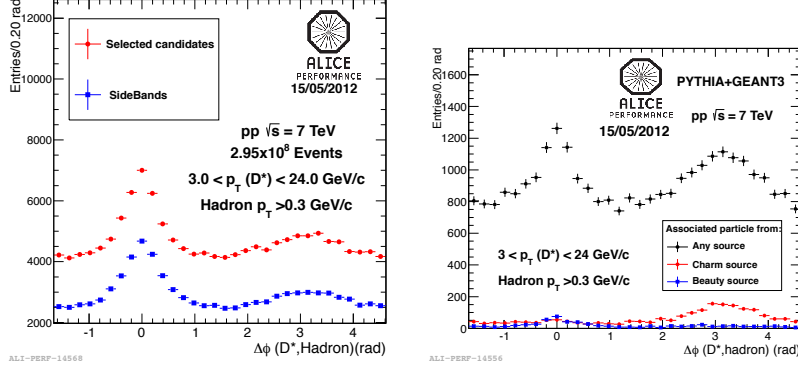 Entries/0.20 rad
12000
10000
8000
6000
4000
2000
Selected candidates
SideBands
ALICE
PERFORMANCE
15/05/2012
pp √s = 7 TeV
2.95x10^8 Events
3.0 < p_T (D*) < 24.0 GeV/c
Hadron p_T >0.3 GeV/c
-1 0 1 2 3 4
Δϕ (D*,Hadron)(rad)
ALI-PERF-14568
Entries/0.20 rad
1600
1400
1200
1000
800
600
400
200
0
ALICE
PERFORMANCE
15/05/2012
PYTHIA+GEANT3
pp √s = 7 TeV
3 < p_T (D*) < 24 GeV/c
Hadron p_T >0.3 GeV/c
Associated particle from:
Any source
Charm source
Beauty source
-1 0 1 2 3 4
Δϕ (D*,hadron) (rad)
ALI-PERF-14556